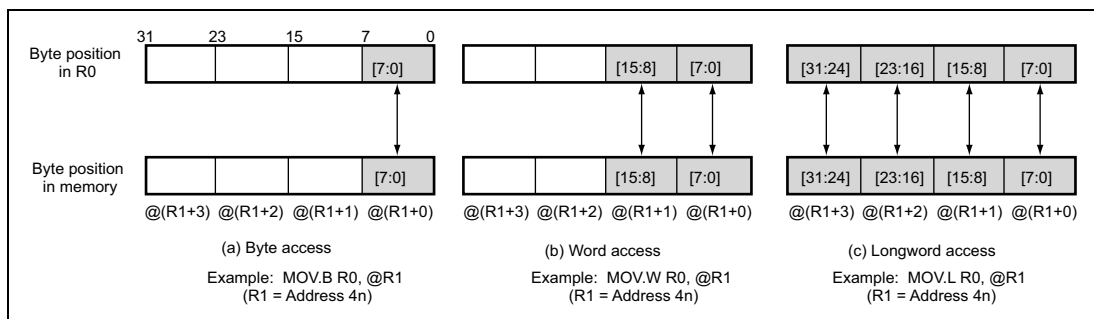 31 23 15 7 0
Byte position in R0
[7:0]
[15:8] [7:0]
[31:24] [23:16] [15:8] [7:0]
Byte position in memory
[7:0]
[15:8] [7:0]
[31:24] [23:16] [15:8] [7:0]
@(R1+3) @(R1+2) @(R1+1) @(R1+0)
@(R1+3) @(R1+2) @(R1+1) @(R1+0)
@(R1+3) @(R1+2) @(R1+1) @(R1+0)
(a) Byte access
Example: MOV.B R0, @R1
(R1 = Address 4n)
(b) Word access
Example: MOV.W R0, @R1
(R1 = Address 4n)
(c) Longword access
Example: MOV.L R0, @R1
(R1 = Address 4n)